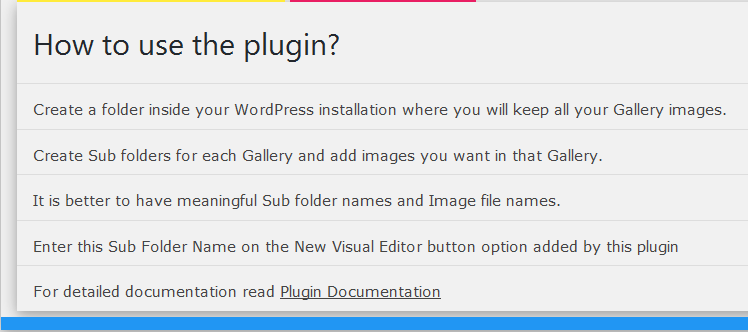 How to use the plugin?
Create a folder inside your WordPress installation where you will keep all your Gallery images.
Create Sub folders for each Gallery and add images you want in that Gallery.
It is better to have meaningful Sub folder names and Image file names.
Enter this Sub Folder Name on the New Visual Editor button option added by this plugin
For detailed documentation read Plugin Documentation